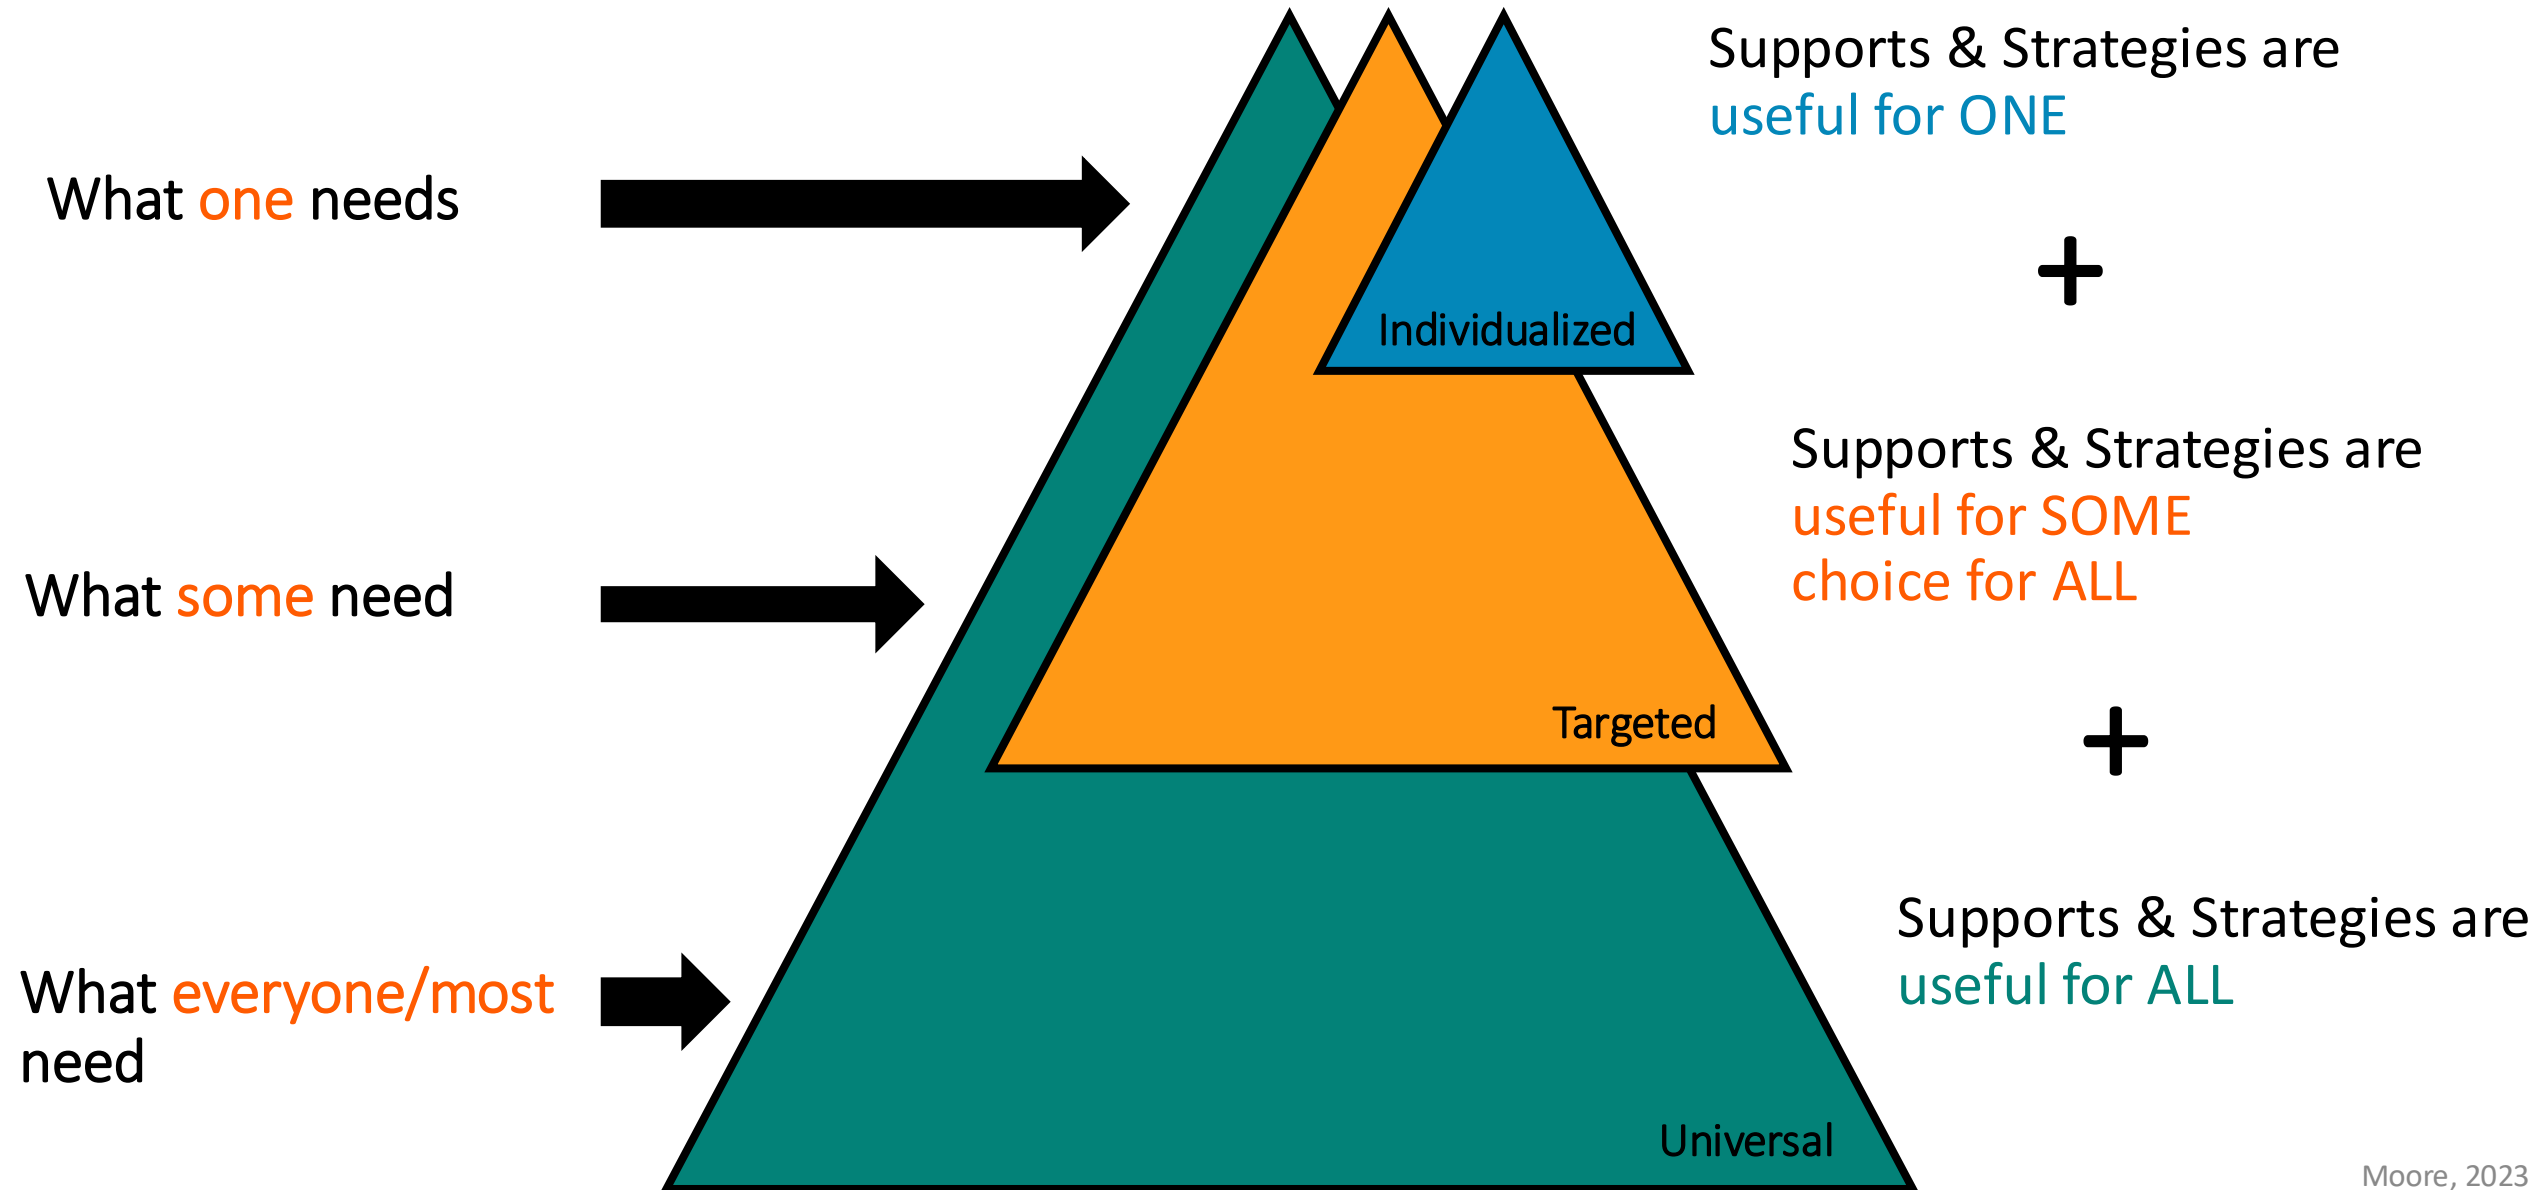 Supports & Strategies are
useful for ONE
What one needs
+
Individualized
Supports & Strategies are
useful for SOME
choice for ALL
What some need
Targeted
+
Supports & Strategies are
useful for ALL
What everyone/most
need
Universal
Moore, 2023